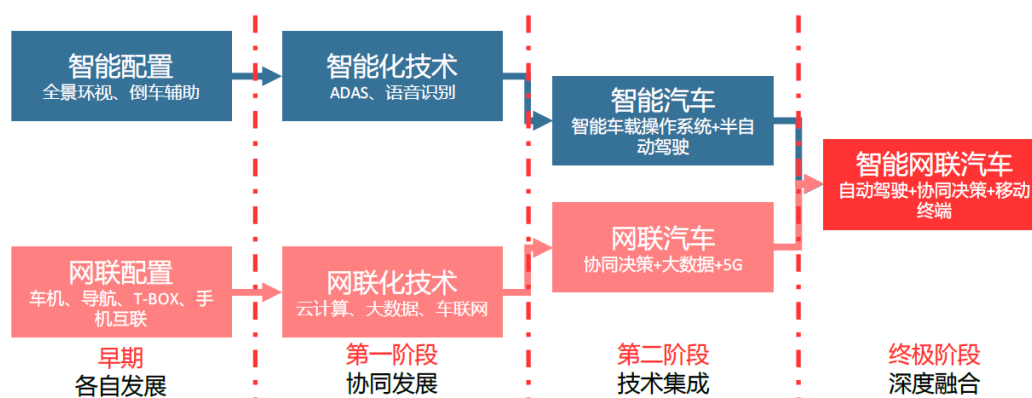 智能配置
全景环视、倒车辅助
智能化技术
ADAS、语音识别
智能汽车
智能车载操作系统+半自
动驾驶
智能网联汽车
自动驾驶+协同决策+移动
终端
网联配置
车机、导航、T-BOX、手
机互联
网联化技术
云计算、大数据、车联网
网联汽车
协同决策+大数据+5G
早期
各自发展
第一阶段
协同发展
第二阶段
技术集成
终极阶段
深度融合